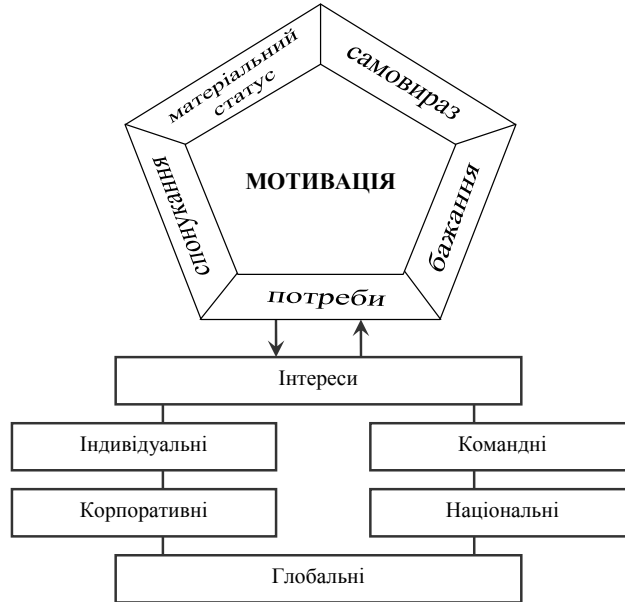 матеріальний
статус
самовираз
спонукання
МОТИВАЦІЯ
бажання
потреби
Інтереси
Індивідуальні
Командні
Корпоративні
Національні
Глобальні